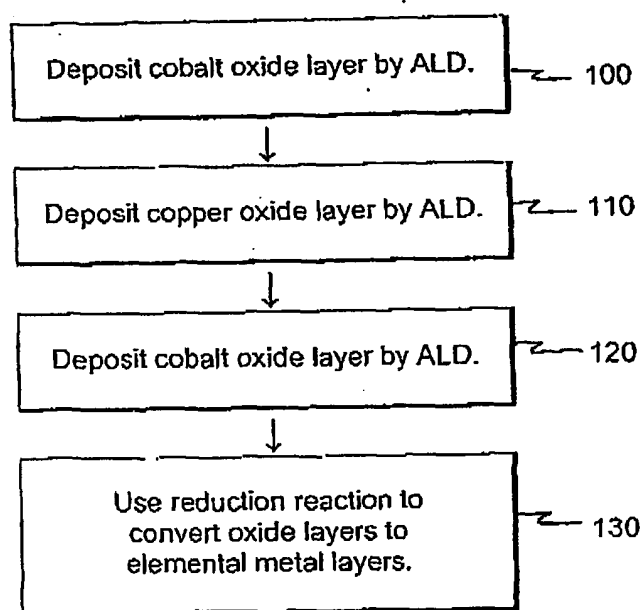 Deposit cobalt oxide layer by ALD.
100
Deposit copper oxide layer by ALD.
110
Deposit cobalt oxide layer by ALD.
120
Use reduction reaction to
convert oxide layers to
elemental metal layers.
130